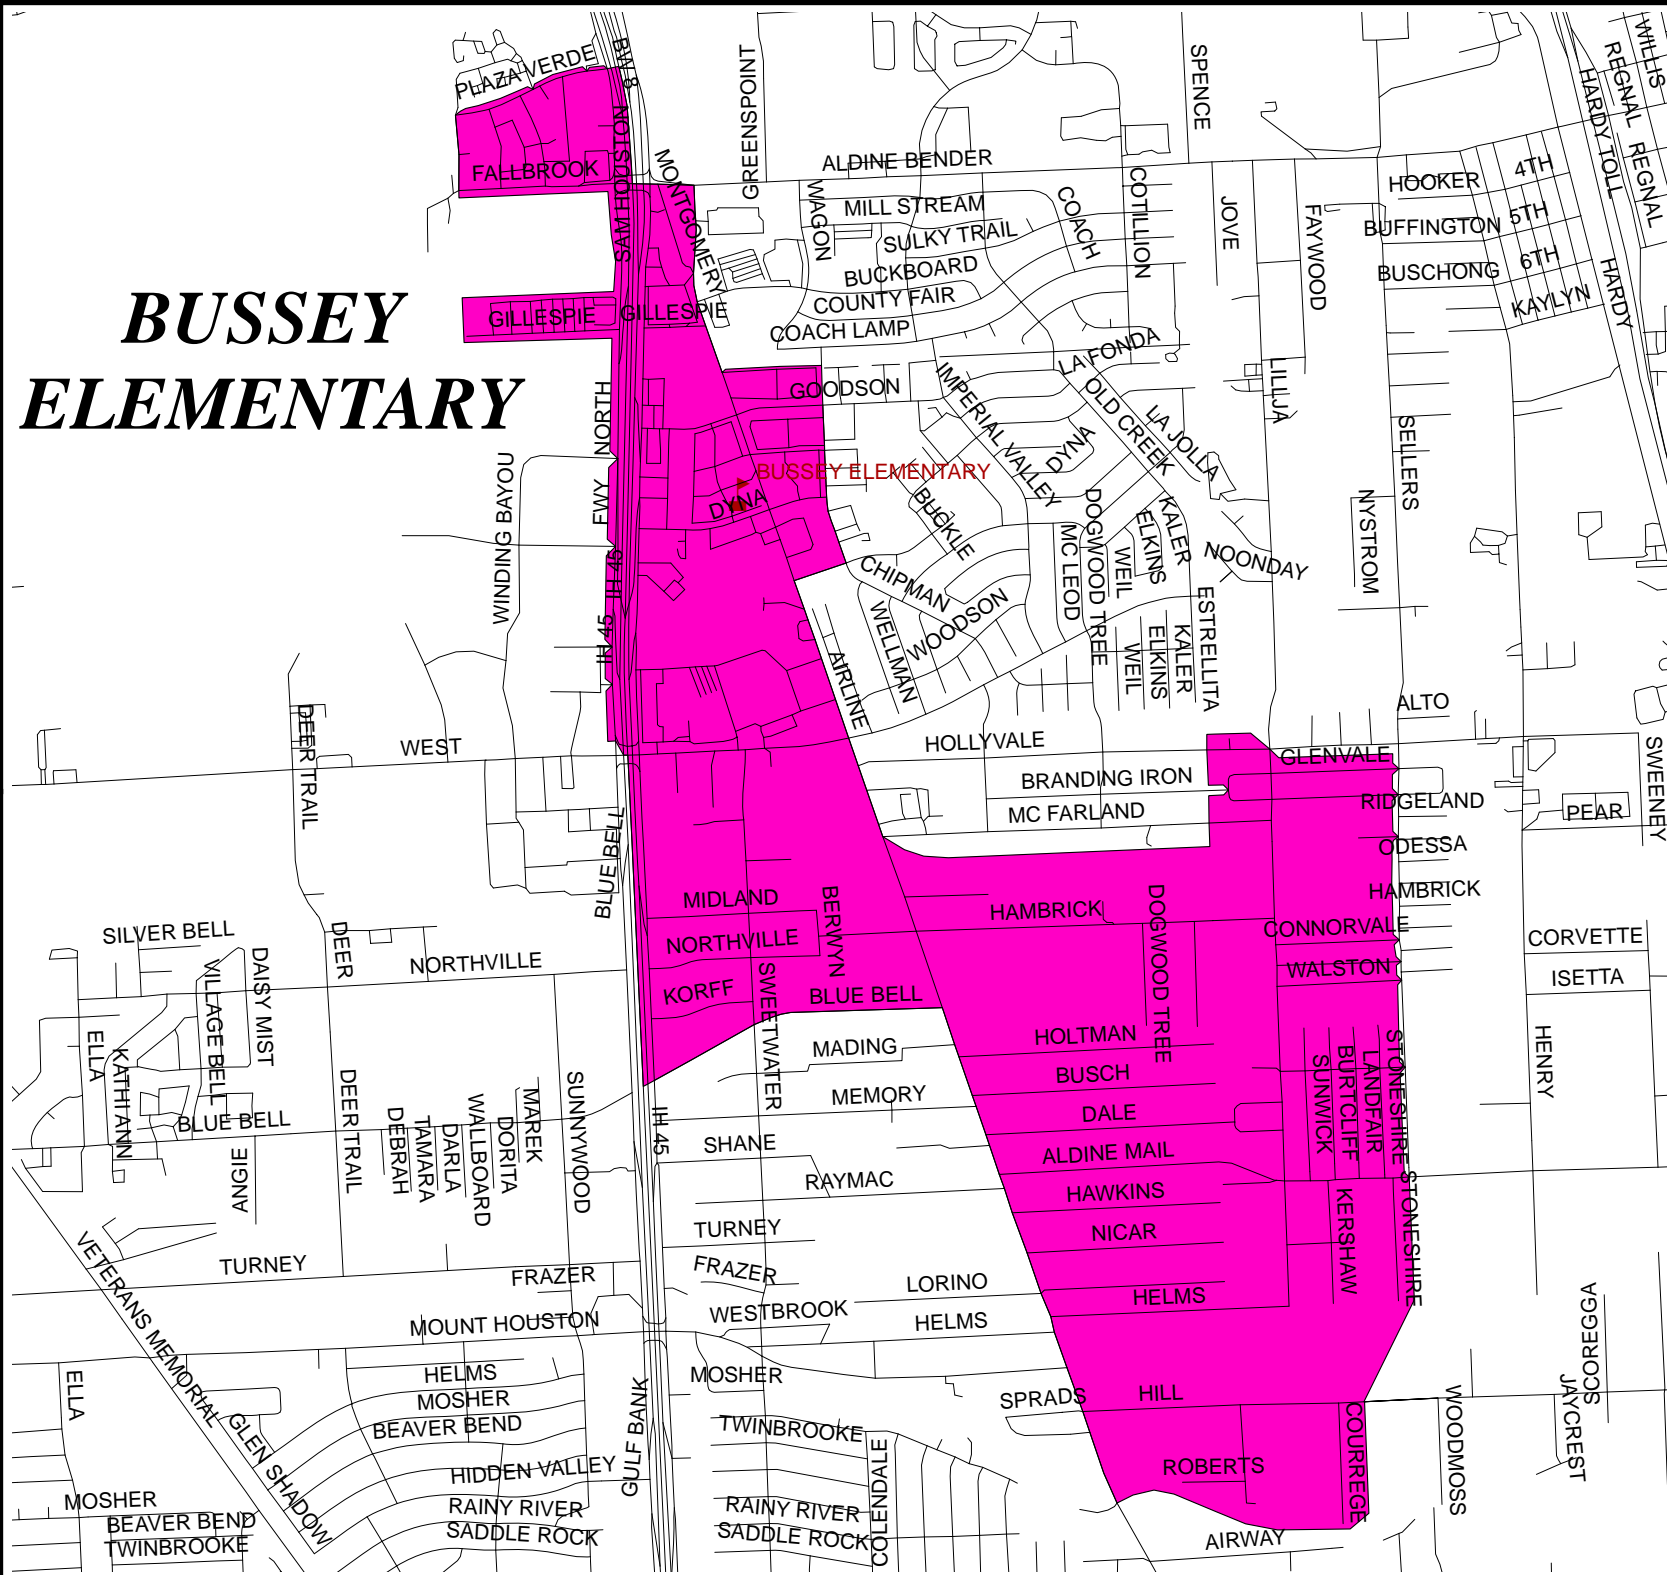 PLAZA VERDE
BW 8
SPENCE
WILLIS
REGNAL
HARDY TOLL
REGNAL
GREENSPOINT
SAM HOUSTON
MONTGOMERY
FALLBROOK
ALDINE BENDER
WAGON
MILL STREAM
SULKY TRAIL
COACH
COTILLION
JOVE
FAYWOOD
HOOKER
4TH
BUFFINGTON
5TH
BUSCHONG
6TH
KAYLYN
HARDY
BUCKBOARD
COUNTY FAIR
COACH LAMP
GILLESPIE
GILLESPIE
BUSSEY
ELEMENTARY
GOODSON
IMPERIAL VALLEY
LA FONDA
OLD CREEK
LA JOLLA
LILLJA
SELLERS
NORTH
FWY
WINDING BAYOU
BUSSEY ELEMENTARY
DYNA
DYNA
BUCKLE
DOGWOOD TREE
KALER
ELKINS
WEIL
MC LEOD
NOONDAY
NYSTROM
IH 45
IH 45
CHIPMAN
WOODSON
WELLMAN
AIRLINE
WEIL
ELKINS
KALER
ESTRELLITA
ALTO
DEER TRAIL
WEST
HOLLYVALE
GLENVALE
BRANDING IRON
MC FARLAND
RIDGELAND
PEAR
SWEENEY
ODESSA
BLUE BELL
MIDLAND
BERWYN
HAMBRICK
HAMBRICK
DOGWOOD TREE
CONNORVALE
WALSTON
CORVETTE
ISETTA
SILVER BELL
DAISY MIST
VILLAGE BELL
DEER
NORTHVILLE
NORTHVILLE
KORFF
SWEETWATER
BLUE BELL
ELLA
KATHI ANN
BLUE BELL
ANGIE
DEER TRAIL
DEBRAH
TAMARA
DARLA
WALLBOARD
DORITA
MAREK
SUNNYWOOD
IH 45
MADING
MEMORY
SHANE
RAYMAC
HOLTMAN
BUSCH
DALE
ALDINE MAIL
HAWKINS
NICAR
SUNWICK
BURTCLIFF
LANDFAIR
STONESHIRE
STONESHIRE
KERSHAW
HENRY
VETERANS MEMORIAL
TURNEY
TURNEY
FRAZER
FRAZER
LORINO
HELMS
HELMS
WESTBROOK
MOUNT HOUSTON
SCOREGGA
ELLA
HELMS
MOSHER
BEAVER BEND
GLEN SHADOW
HIDDEN VALLEY
RAINY RIVER
SADDLE ROCK
GULF BANK
MOSHER
TWINBROOKE
RAINY RIVER
SADDLE ROCK
COLENDALE
SPRADS
HILL
ROBERTS
COURREGE
WOODMOSS
JAYCREST
AIRWAY
MOSHER
BEAVER BEND
TWINBROOKE